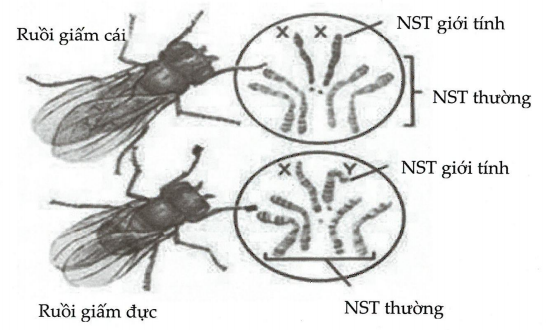 Ruồi giấm cái
X X
NST giới tính
NST thường
X Y
NST giới tính
NST thường
Ruồi giấm đực